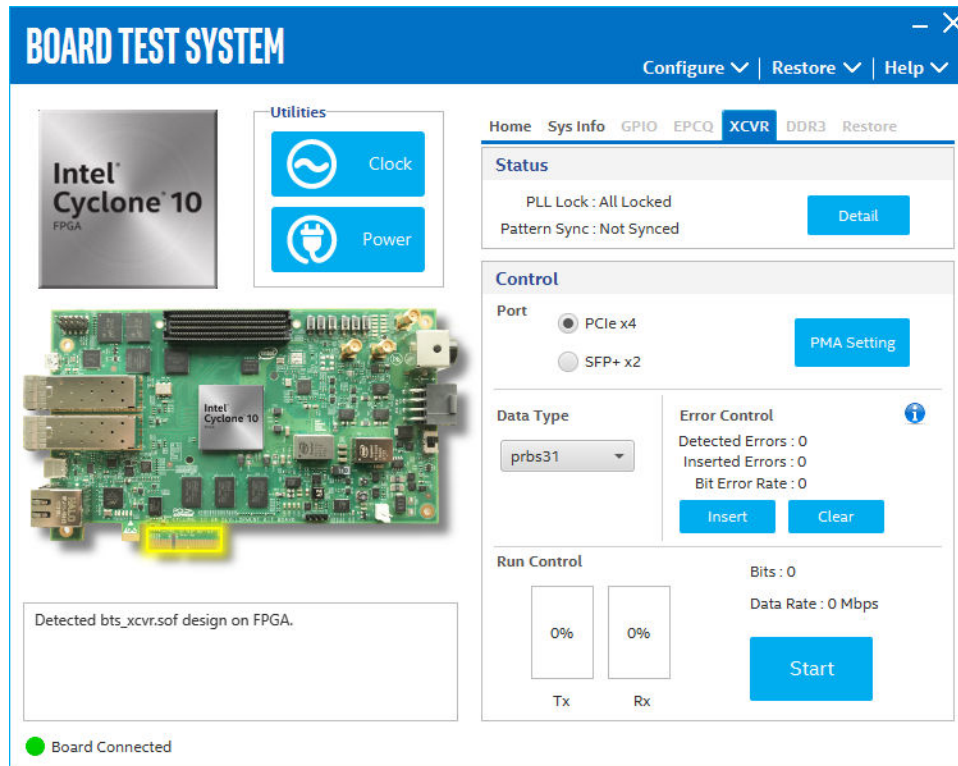 BOARD TEST SYSTEM
Configure | Restore | Help
Utilities
Clock
Power
Intel®
Cyclone® 10
FPGA
Intel®
Cyclone® 10
Detected bts_xcvr.sof design on FPGA.
Board Connected
Home Sys Info GPIO EPCQ XCVR DDR3 Restore
Status
PLL Lock : All Locked
Pattern Sync : Not Synced
Detail
Control
Port
PCIe x4
SFP+ x2
PMA Setting
Data Type
prbs31
Error Control
Detected Errors : 0
Inserted Errors : 0
Bit Error Rate : 0
Insert Clear
Run Control
0% 0%
Tx Rx
Bits : 0
Data Rate : 0 Mbps
Start